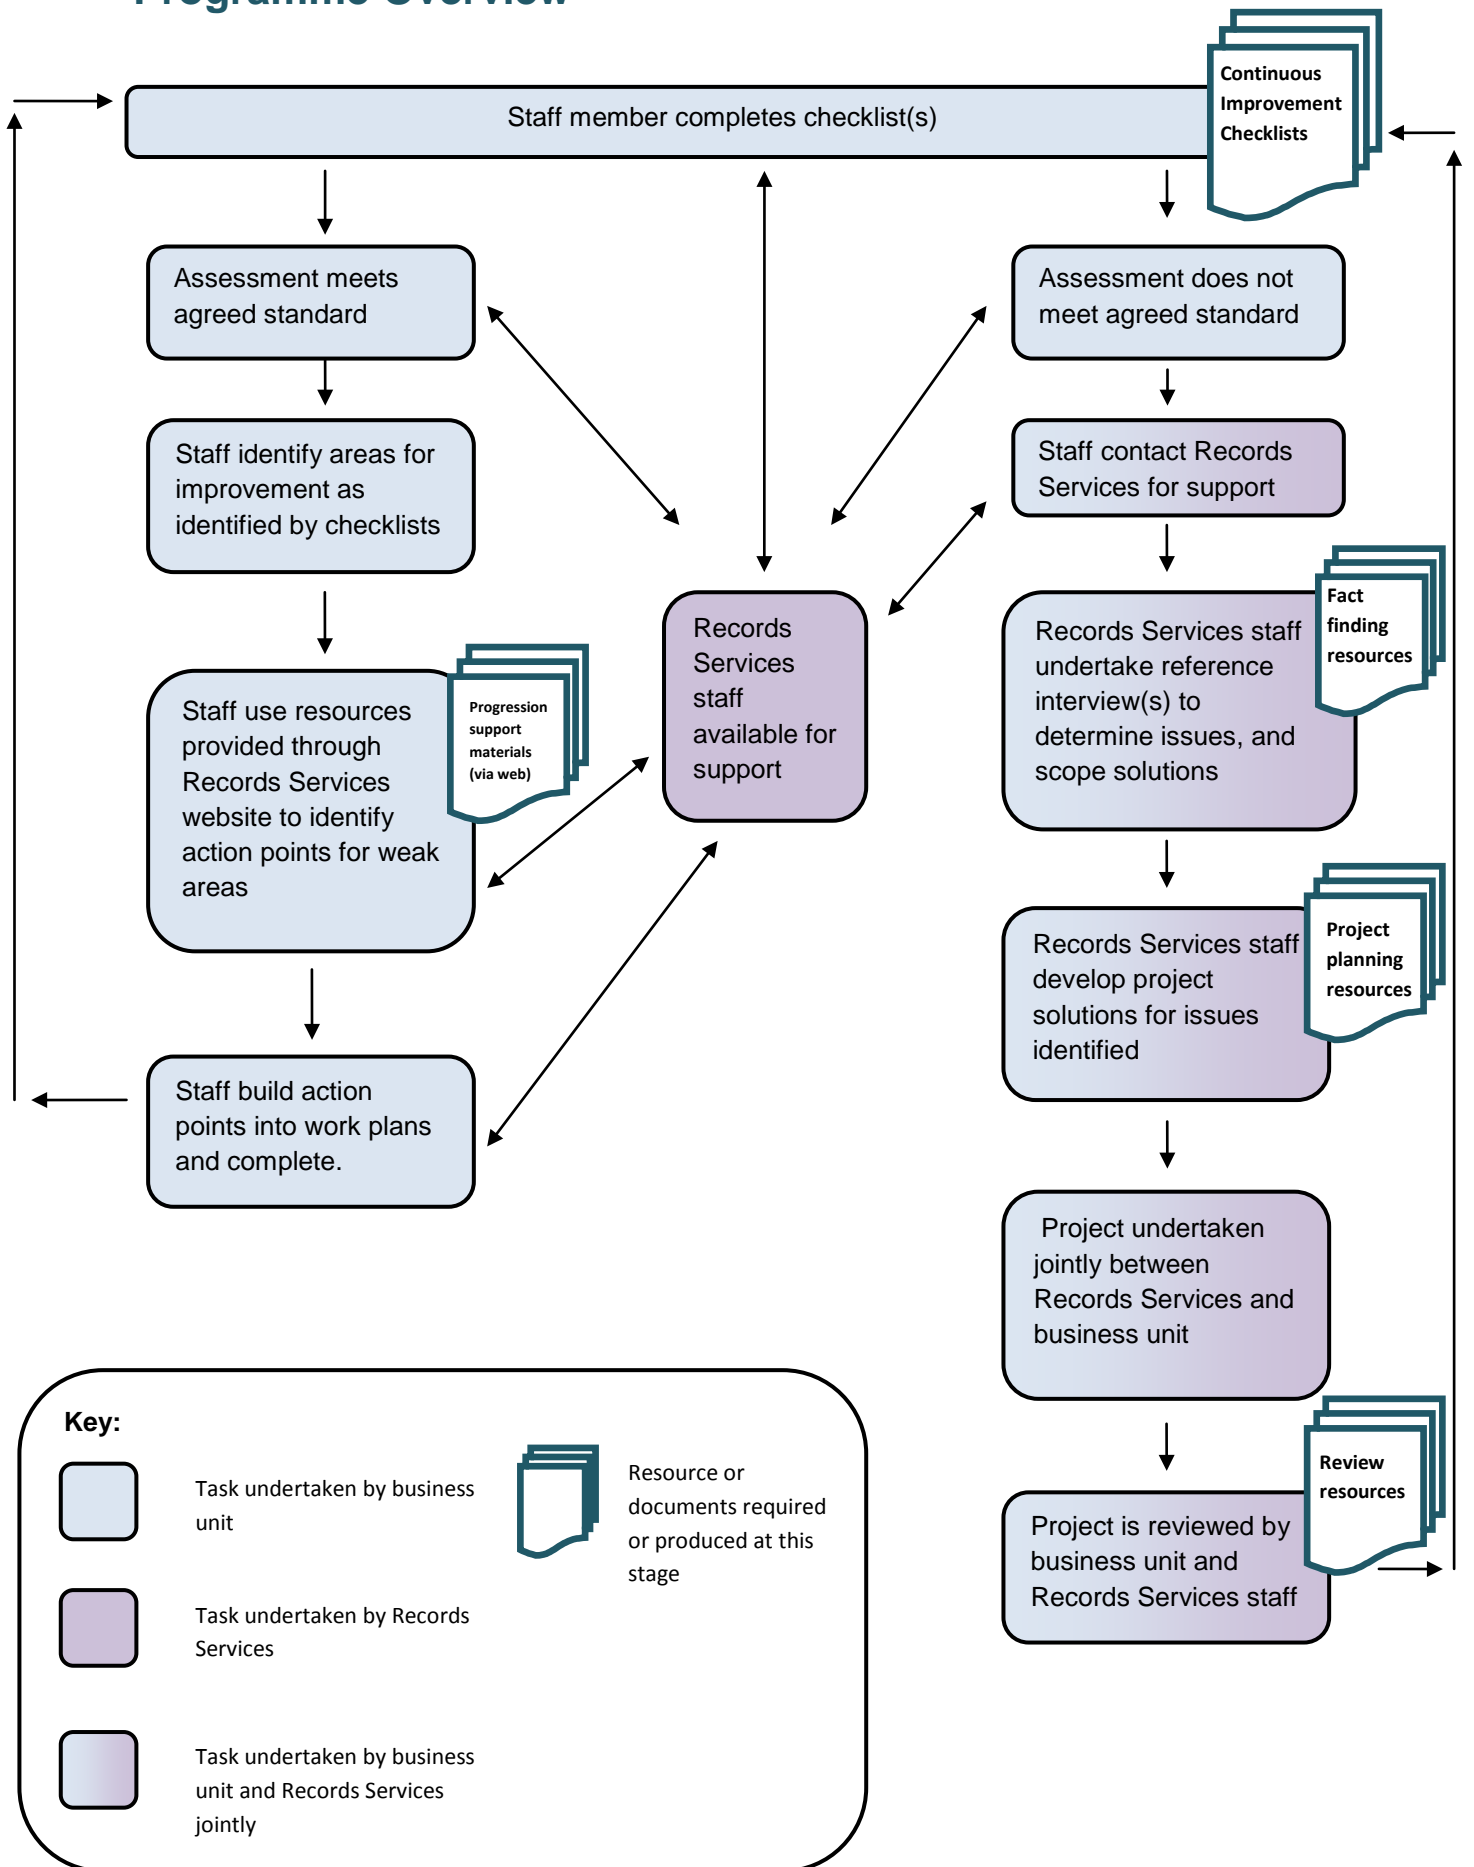 Programme Overview
Continuous
Improvement
Checklists
Staff member completes checklist(s)
Assessment meets
agreed standard
Assessment does not
meet agreed standard
Staff identify areas for
improvement as
identified by checklists
Staff contact Records
Services for support
Records
Services
staff
available for
support
Fact
finding
resources
Records Services staff
undertake reference
interview(s) to
determine issues, and
scope solutions
Staff use resources
provided through
Records Services
website to identify
action points for weak
areas
Progression
support
materials
(via web)
Project
planning
resources
Records Services staff
develop project
solutions for issues
identified
Staff build action
points into work plans
and complete.
Project undertaken
jointly between
Records Services and
business unit
Review
resources
Project is reviewed by
business unit and
Records Services staff
Key:
Task undertaken by business
unit
Resource or
documents required
or produced at this
stage
Task undertaken by Records
Services
Task undertaken by business
unit and Records Services
jointly